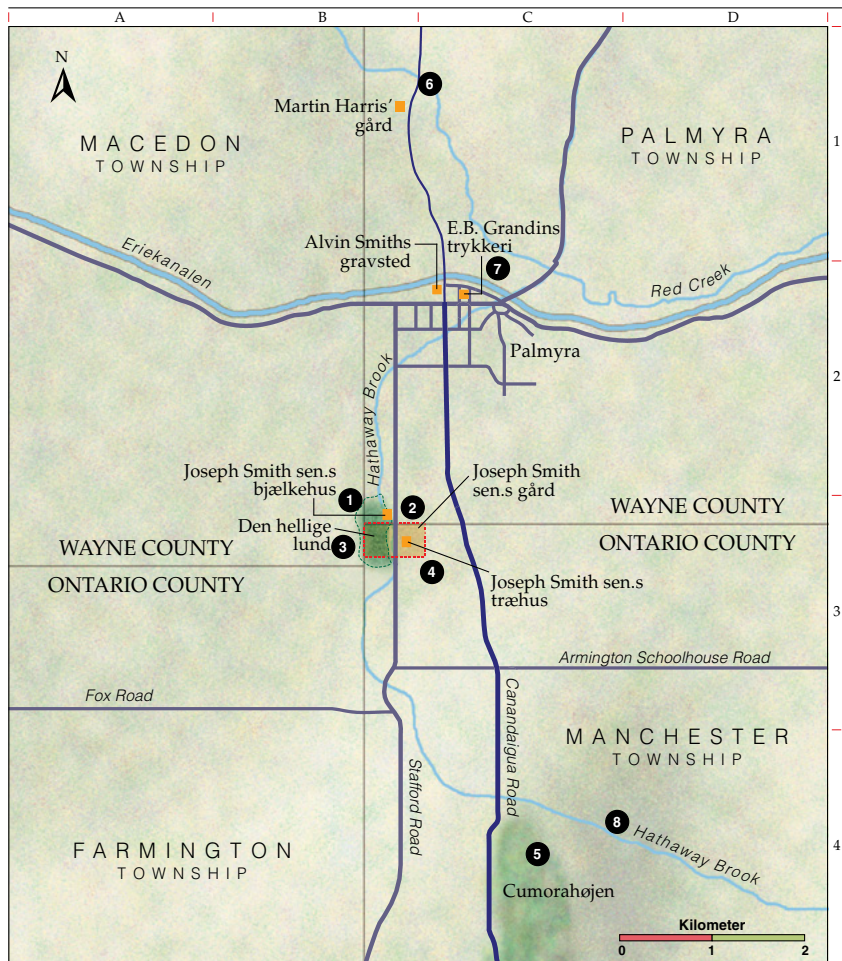 A
B
C
D
N
6
Martin Harris’
gård
MACEDON
TOWNSHIP
PALMYRA
TOWNSHIP
1
Eriekanalen
Alvin Smiths
gravsted
E.B. Grandins
trykkeri
7
Red Creek
Palmyra
2
Hathaway Brook
Joseph Smith sen.s
bjælkehus
1
2
Joseph Smith
sen.s gård
Den hellige
lund
3
WAYNE COUNTY
ONTARIO COUNTY
WAYNE COUNTY
ONTARIO COUNTY
4
Joseph Smith sen.s
træhus
3
Armington Schoolhouse Road
Fox Road
Canandaigua Road
Stafford Road
MANCHESTER
TOWNSHIP
8
Hathaway Brook
FARMINGTON
TOWNSHIP
5
Cumorahøjen
4
Kilometer
0 1 2